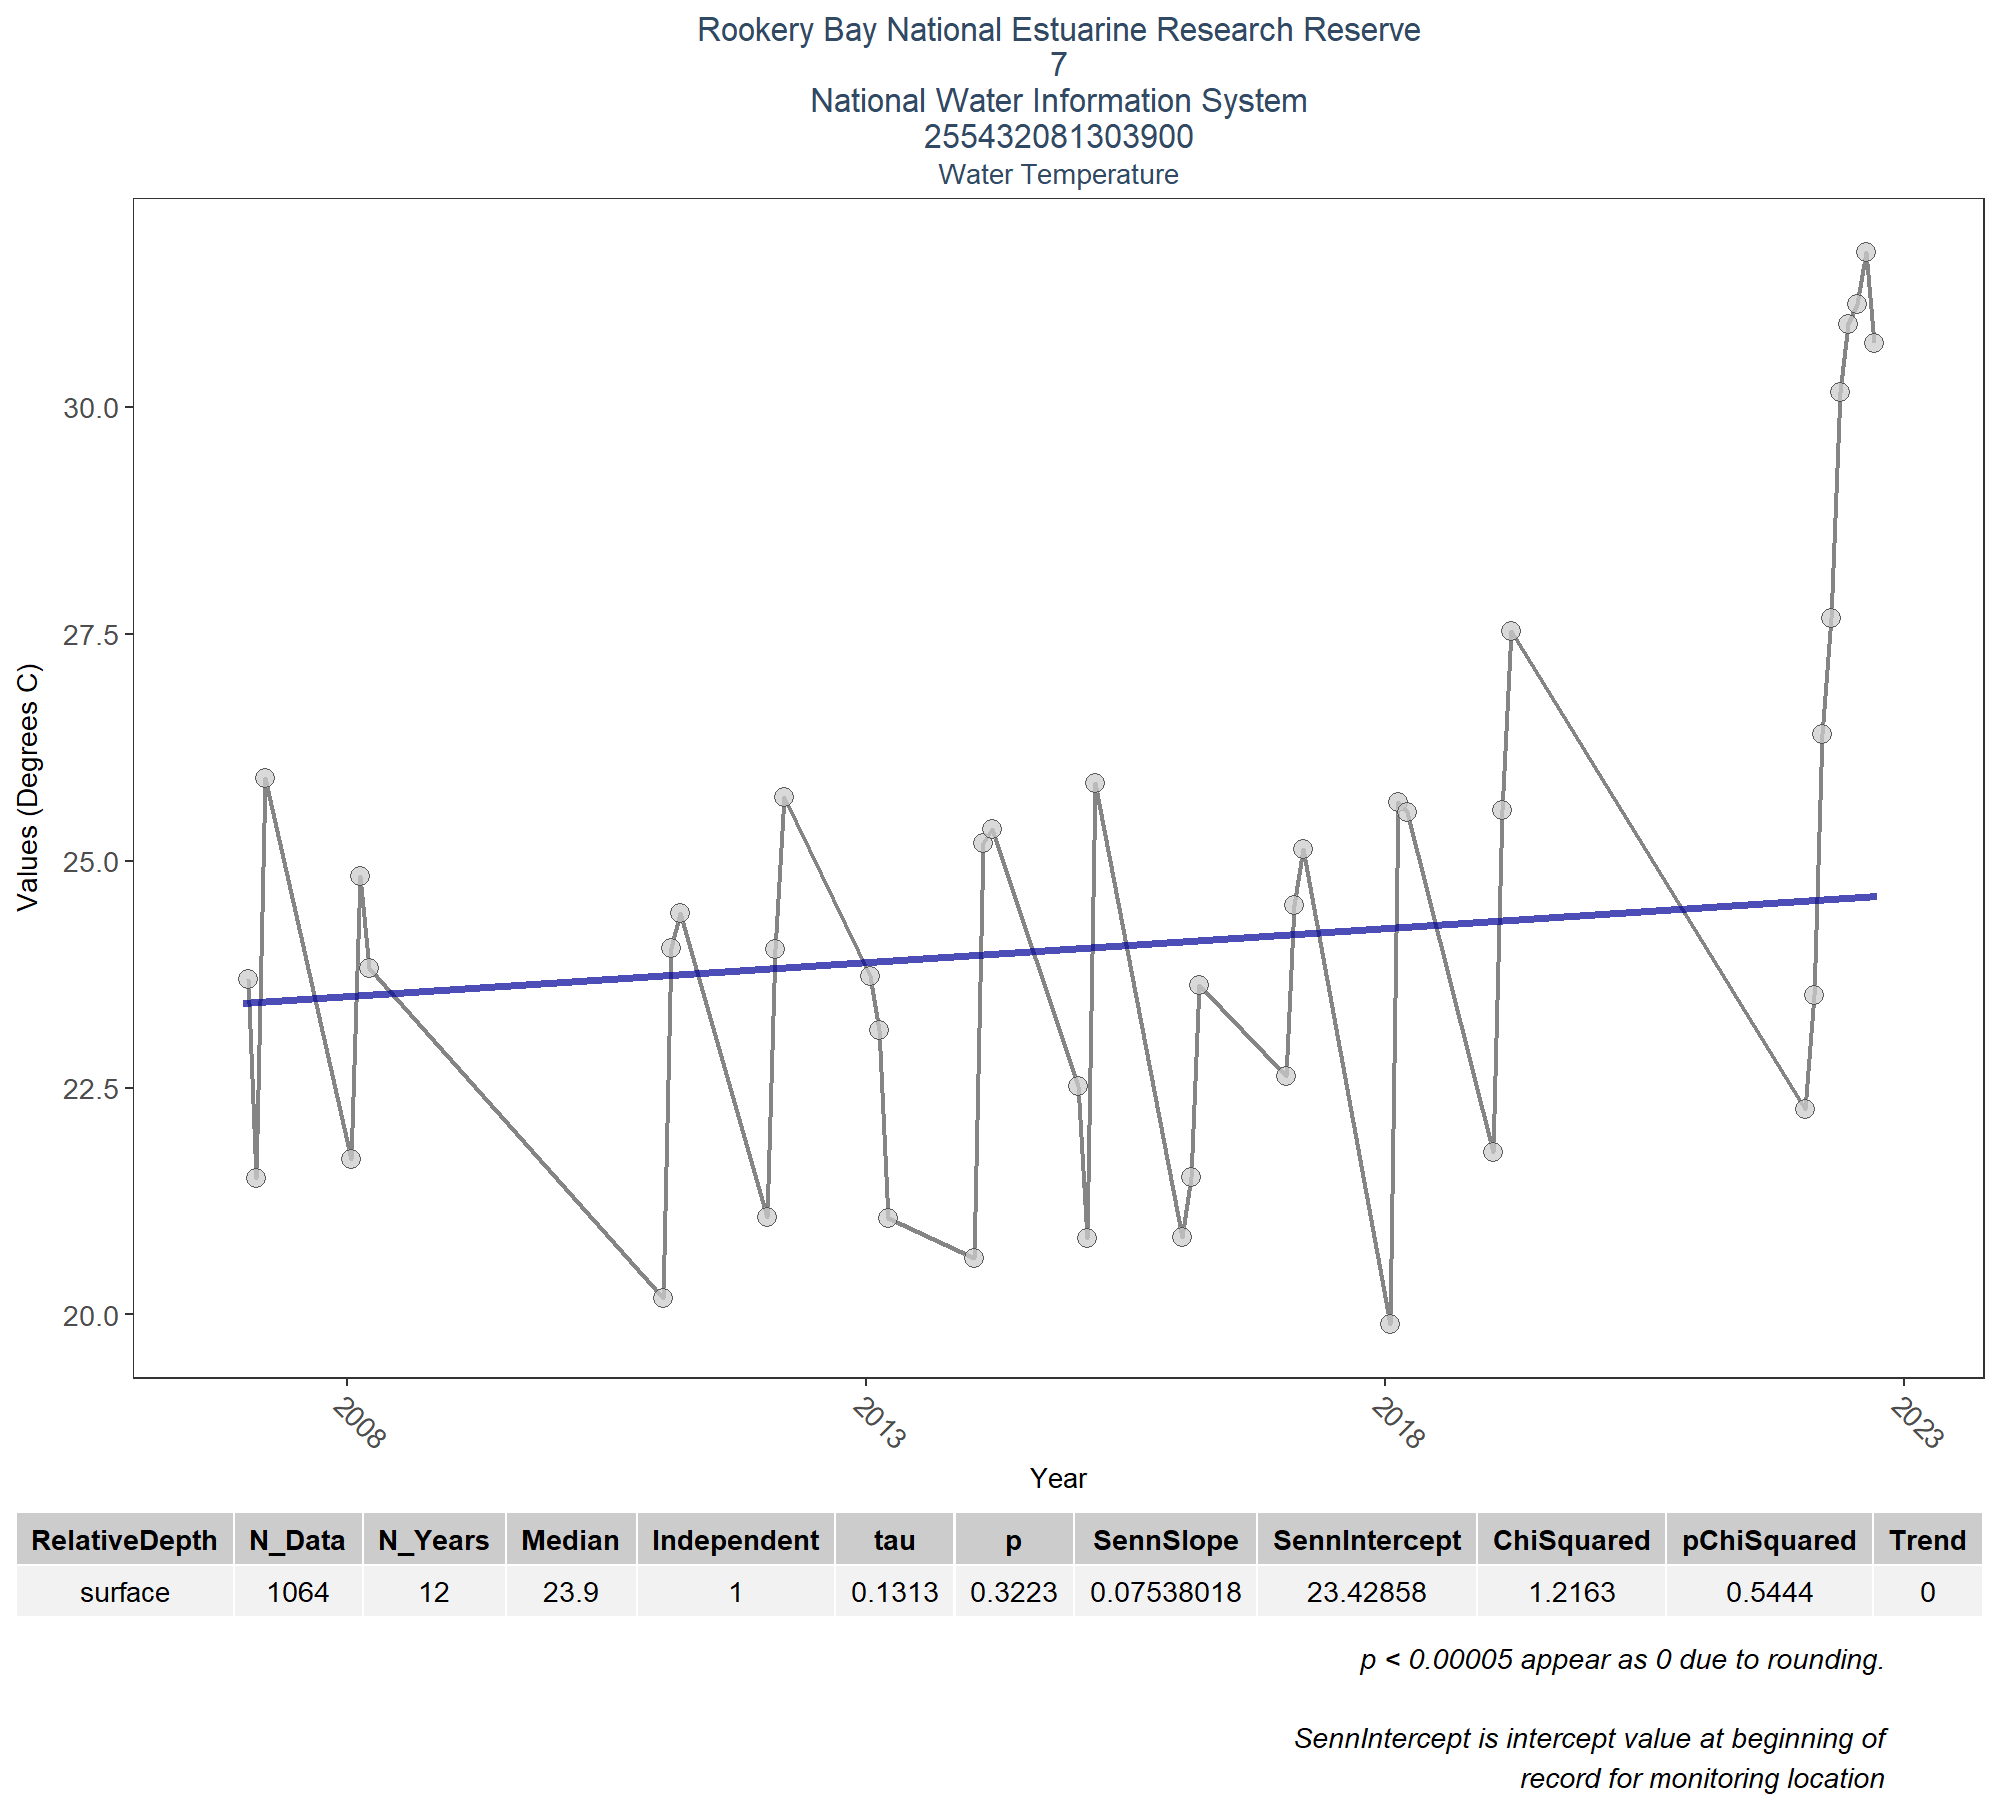 Rookery Bay National Estuarine Research Reserve
7
National Water Information System
255432081303900
Water Temperature
Values (Degrees C)
30.0
27.5
25.0
22.5
20.0
2008 2013 2018 2023
Year
RelativeDepth N_Data N_Years Median Independent tau p SennSlope SennIntercept ChiSquared pChiSquared Trend
surface 1064 12 23.9 1 0.1313 0.3223 0.07538018 23.42858 1.2163 0.5444 0
p < 0.00005 appear as 0 due to rounding.
SennIntercept is intercept value at beginning of
record for monitoring location